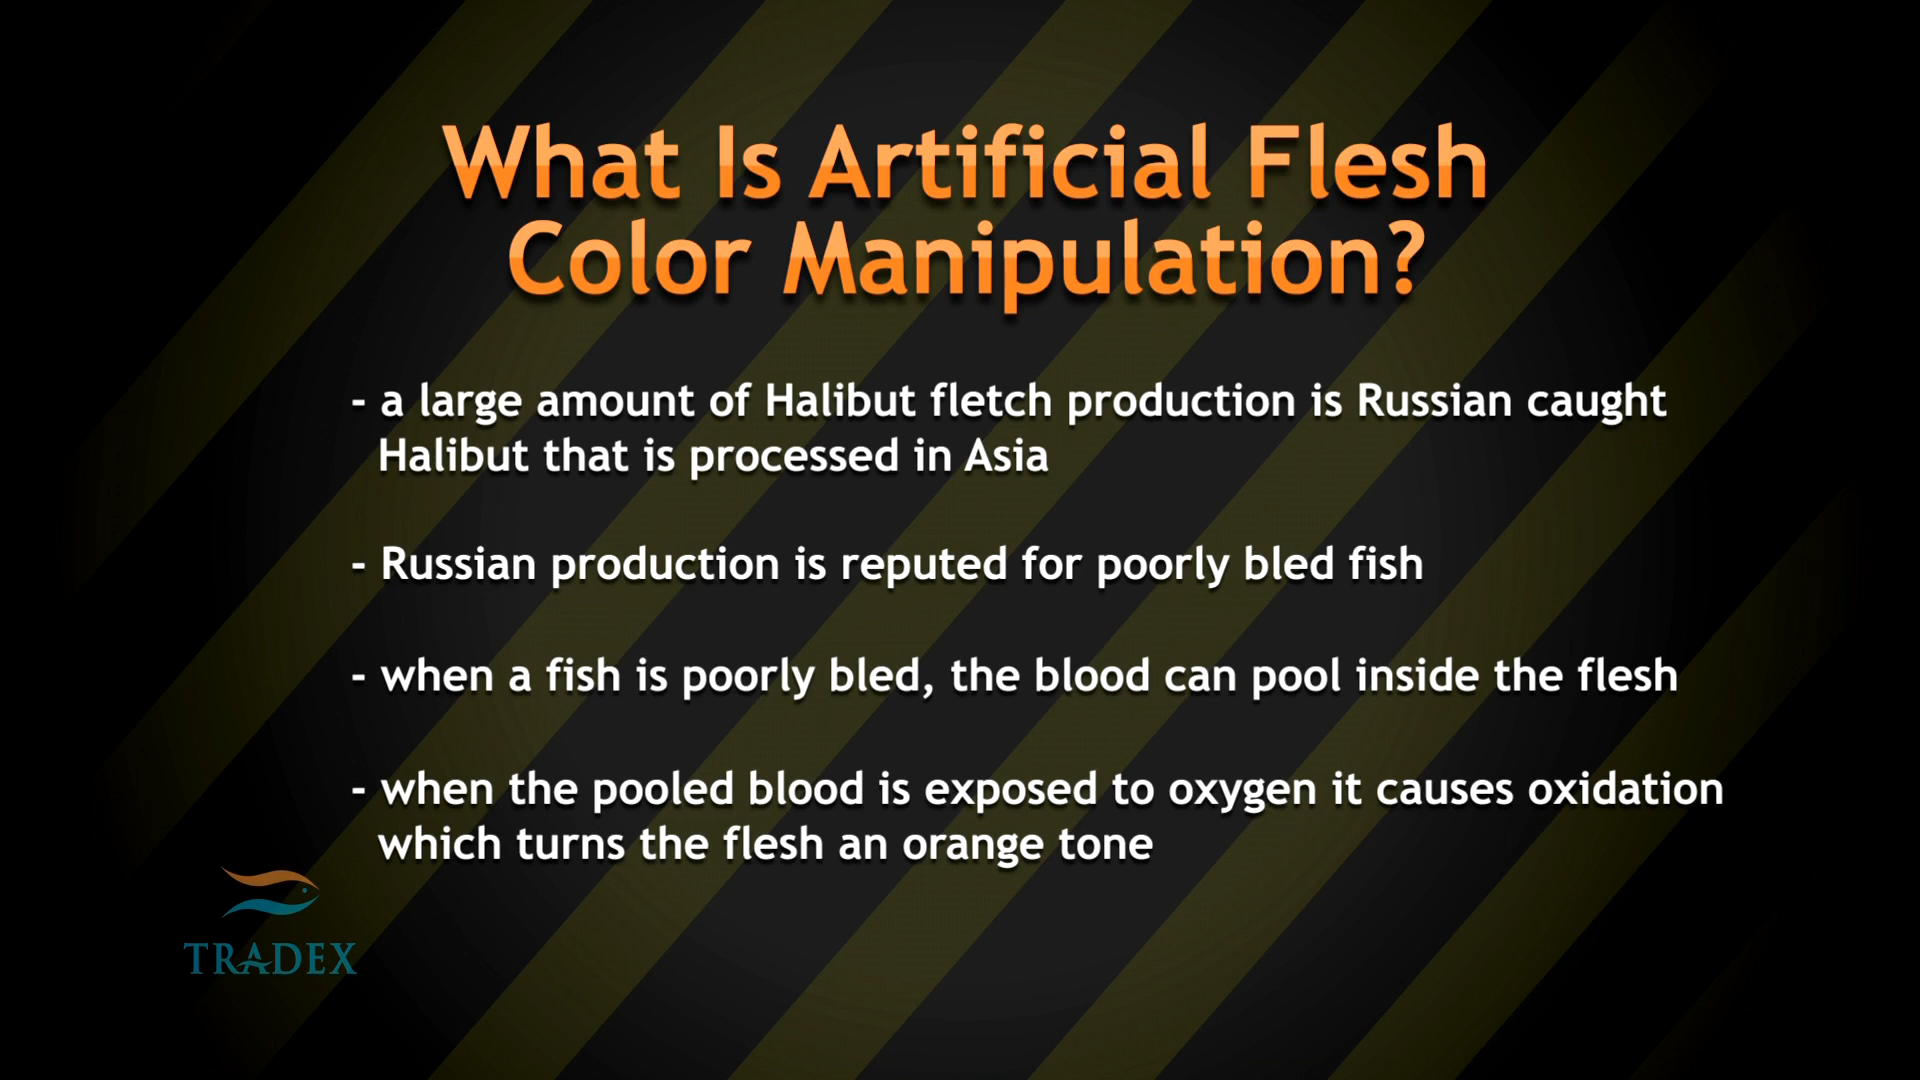 What Is Artificial Flesh
Color Manipulation?
- a large amount of Halibut fletch production is Russian caught
Halibut that is processed in Asia
- Russian production is reputed for poorly bled fish
- when a fish is poorly bled, the blood can pool inside the flesh
- when the pooled blood is exposed to oxygen it causes oxidation
which turns the flesh an orange tone
TRADEX